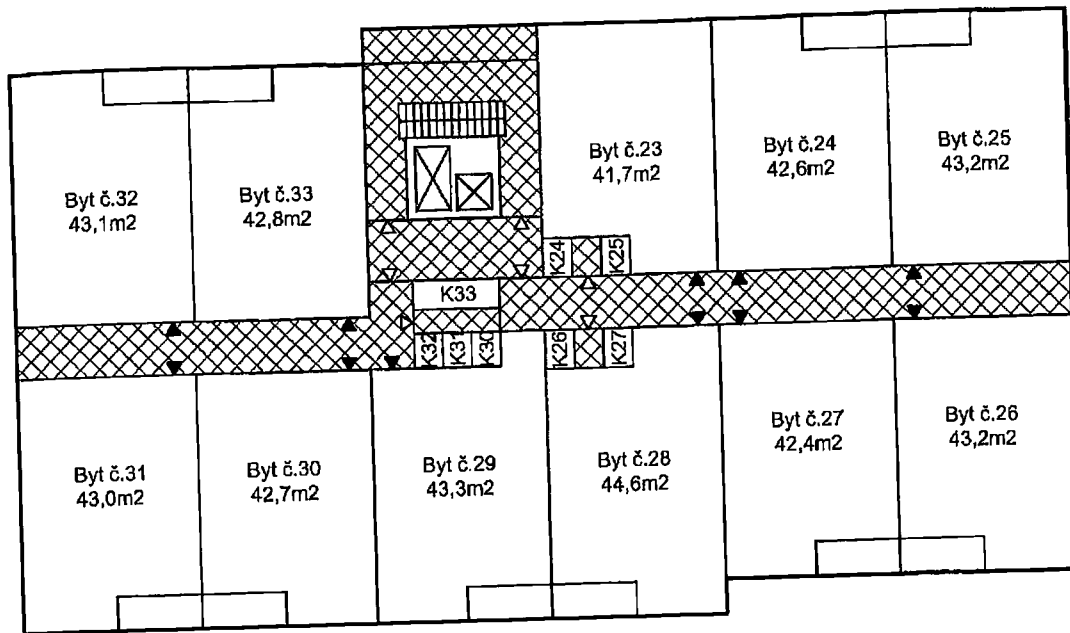 Byt č.32
43,1m2
Byt č.33
42,8m2
Byt č.23
41,7m2
Byt č.24
42,6m2
Byt č.25
43,2m2
K24
K25
K33
K32
K31
K30
K26
K27
Byt č.31
43,0m2
Byt č.30
42,7m2
Byt č.29
43,3m2
Byt č.28
44,6m2
Byt č.27
42,4m2
Byt č.26
43,2m2